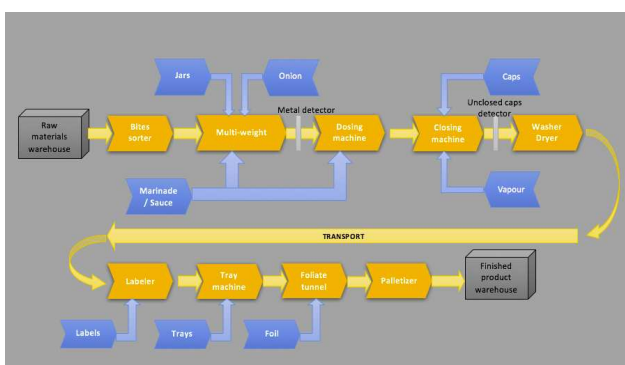 Jars
Onion
Caps
Metal detector
Unclosed caps
detector
Raw
materials
warehouse
Bites
sorter
Multi-weight
Dosing
machine
Closing
machine
Washer
Dryer
Marinade
/ Sauce
Vapour
TRANSPORT
Labeler
Tray
machine
Foliate
tunnel
Palletizer
Finished
product
warehouse
Labels
Trays
Foil